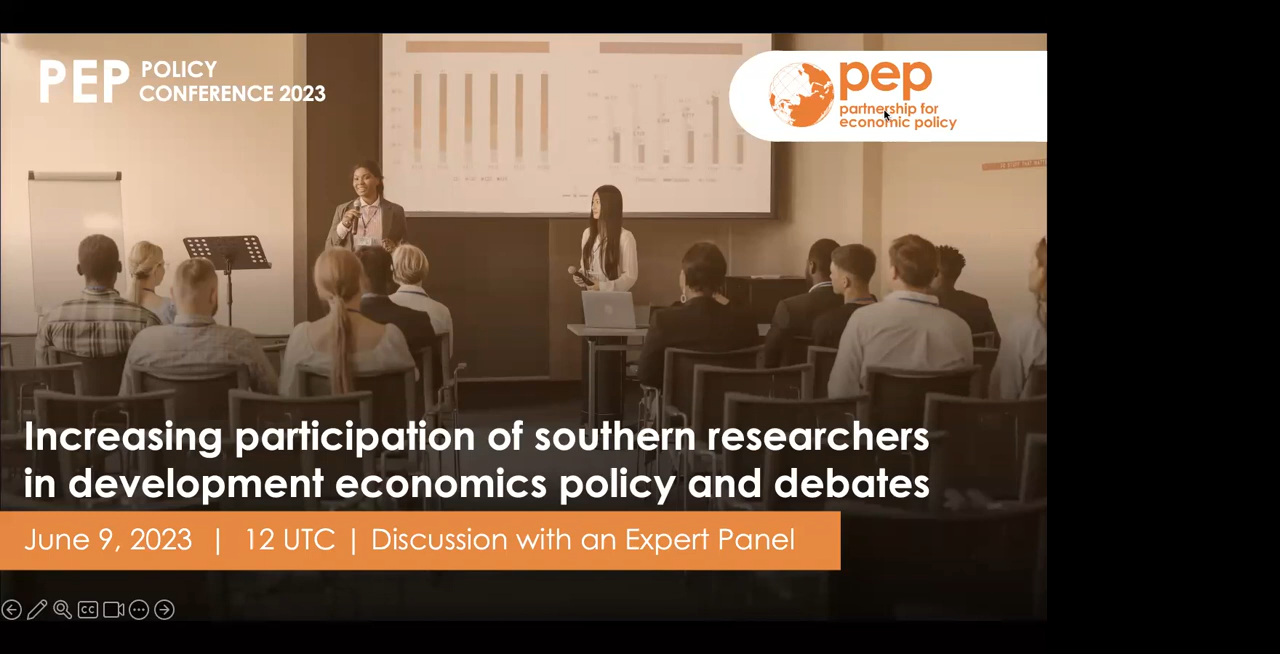 PEP POLICY
CONFERENCE 2023
pep
partnership for
economic policy
Increasing participation of southern researchers
in development economics policy and debates
June 9, 2023 | 12 UTC | Discussion with an Expert Panel
CC